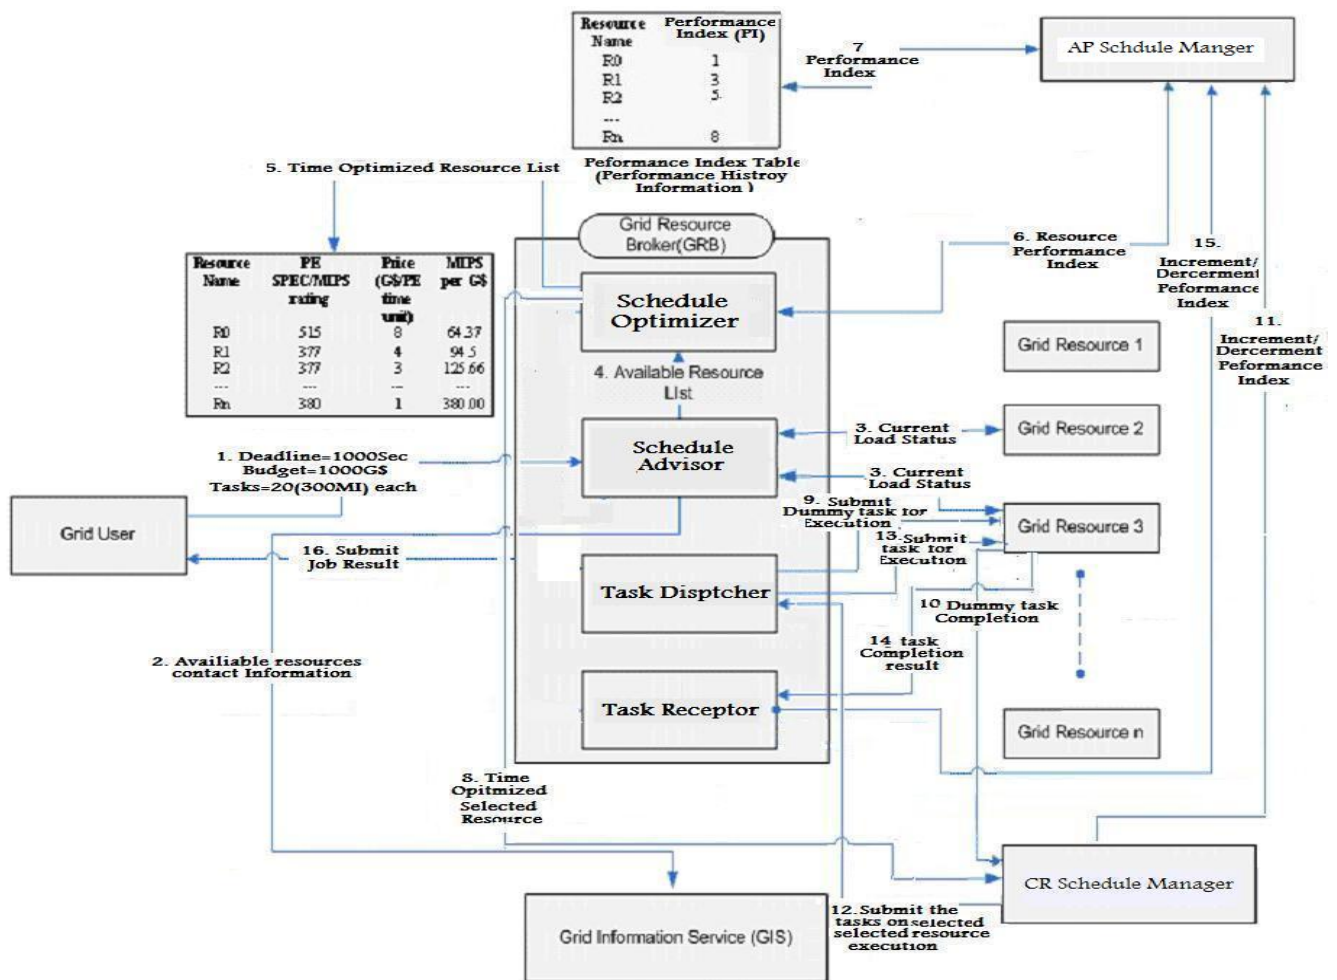 Resource Name
Performance Index (PI)
R0 1
R1 3
R2 5
---
Rn 8
Peformance Index Table
(Performance Histroy
Information )
7
Performance
Index
AP Schdule Manger
5. Time Optimized Resource List
Resource Name
PE SPEC/MIPS rating
Price (G$/PE time unit)
MIPS per G$
R0 515 8 64.37
R1 377 4 94.5
R2 377 3 125.66
--- --- --- ---
Rn 380 1 380.00
Grid Resource
Broker(GRB)
Schedule
Optimizer
4. Available Resource
LIst
Schedule
Advisor
Task Disptcher
Task Receptor
6. Resource
Performance
Index
15.
Increment/
Dercerment
Peformance
Index
11.
Increment/
Dercerment
Peformance
Index
Grid Resource 1
Grid Resource 2
Grid Resource 3
Grid Resource n
3. Current
Load Status
3. Current
Load Status
1. Deadline=1000Sec
Budget=1000G$
Tasks=20(300MI) each
Grid User
16. Submit
Job Result
9. Submit
Dummy task for
Execution
13. Submit
task for
Execution
10 Dummy task
Completion
14 task
Completion
result
2. Availiable resources
contact Information
8. Time
Opitmized
Selected
Resource
CR Schedule Manager
12.Submit the
tasks on selected
selected resource
execution
Grid Information Service (GIS)